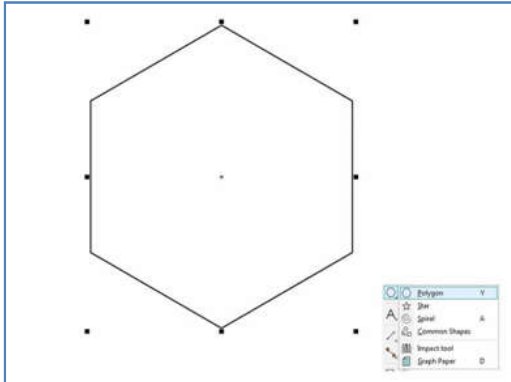 Polygon Y
Star
Spiral A
Common Shapes
Impact tool
Graph Paper D